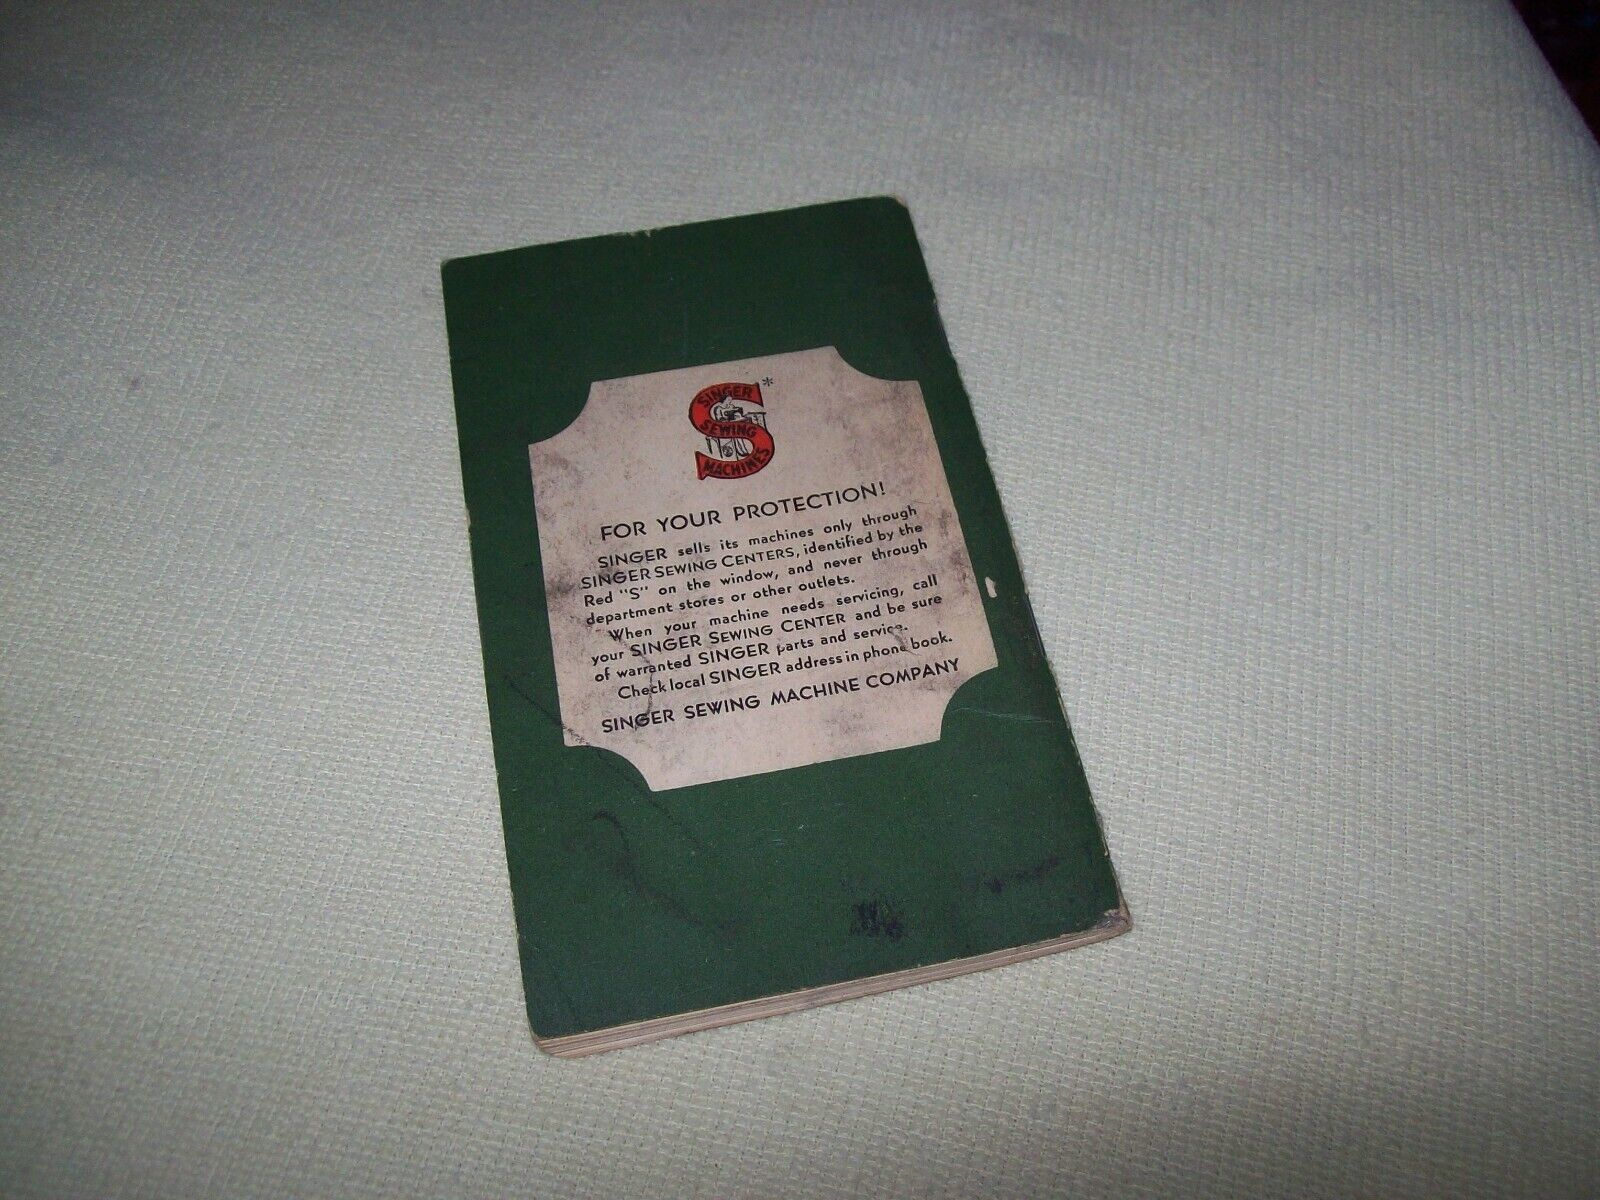 SINGER *
SEWING
MACHINES
FOR YOUR PROTECTION!
SINGER sells its machines only through
SINGER SEWING CENTERS, identified by the
Red "S" on the window, and never through
department stores or other outlets.
When your machine needs servicing, call
your SINGER SEWING CENTER and be sure
of warranted SINGER parts and service.
Check local SINGER address in phone book.
SINGER SEWING MACHINE COMPANY